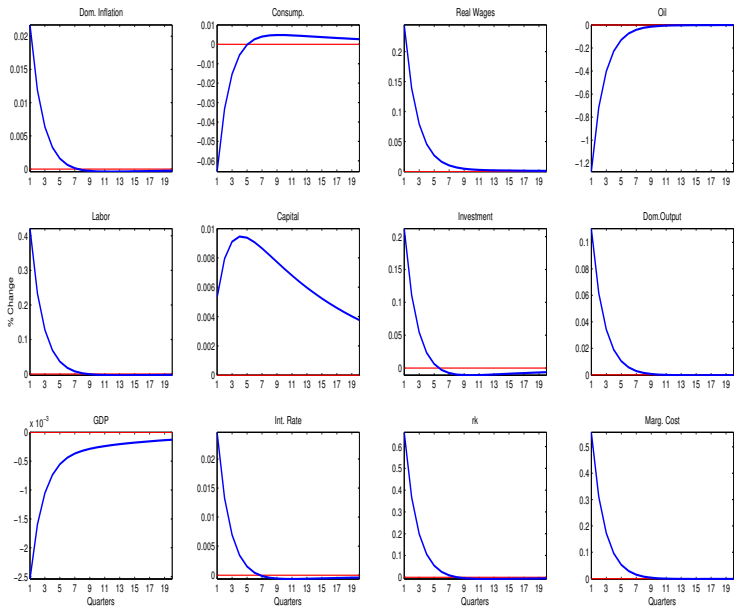 Dom. Inflation
0.02
0.015
0.01
0.005
0
1 3 5 7 9 11 13 15 17 19
Consump.
0.01
0
−0.01
−0.02
−0.03
−0.04
−0.05
−0.06
1 3 5 7 9 11 13 15 17 19
Real Wages
0.2
0.15
0.1
0.05
0
1 3 5 7 9 11 13 15 17 19
Oil
0
−0.2
−0.4
−0.6
−0.8
−1
−1.2
1 3 5 7 9 11 13 15 17 19
Labor
% Change
0.4
0.3
0.2
0.1
0
1 3 5 7 9 11 13 15 17 19
Capital
0.01
0.008
0.006
0.004
0.002
0
1 3 5 7 9 11 13 15 17 19
Investment
0.2
0.15
0.1
0.05
0
1 3 5 7 9 11 13 15 17 19
Dom.Output
0.1
0.08
0.06
0.04
0.02
0
1 3 5 7 9 11 13 15 17 19
GDP
x 10−3
0
−0.5
−1
−1.5
−2
−2.5
1 3 5 7 9 11 13 15 17 19
Quarters
Int. Rate
0.02
0.015
0.01
0.005
0
1 3 5 7 9 11 13 15 17 19
Quarters
rk
0.6
0.5
0.4
0.3
0.2
0.1
0
1 3 5 7 9 11 13 15 17 19
Quarters
Marg. Cost
0.5
0.4
0.3
0.2
0.1
0
1 3 5 7 9 11 13 15 17 19
Quarters